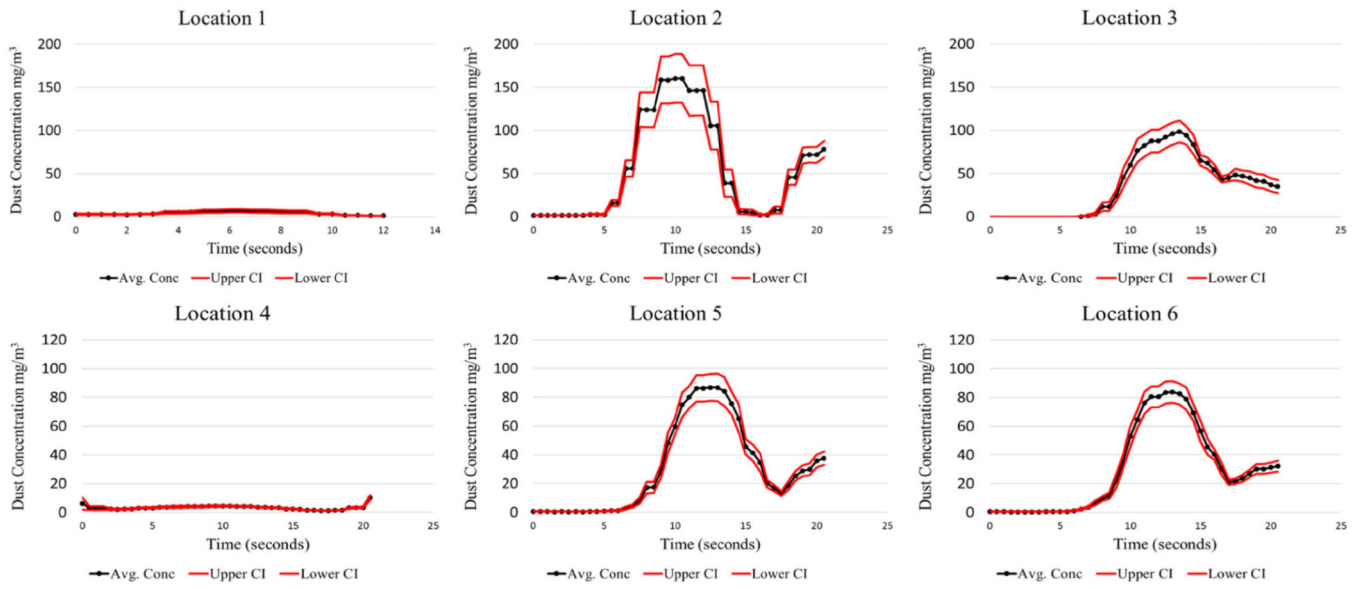 Location 1
Dust Concentration mg/m³
200
150
100
50
0
0 2 4 6 8 10 12 14
Time (seconds)
Avg. Conc Upper CI Lower CI
Location 2
Dust Concentration mg/m³
200
150
100
50
0
0 5 10 15 20 25
Time (seconds)
Avg. Conc Upper CI Lower CI
Location 3
Dust Concentration mg/m³
200
150
100
50
0
0 5 10 15 20 25
Time (seconds)
Avg. Conc Upper CI Lower CI
Location 4
Dust Concentration mg/m³
120
100
80
60
40
20
0
0 5 10 15 20 25
Time (seconds)
Avg. Conc Upper CI Lower CI
Location 5
Dust Concentration mg/m³
120
100
80
60
40
20
0
0 5 10 15 20 25
Time (seconds)
Avg. Conc Upper CI Lower CI
Location 6
Dust Concentration mg/m³
120
100
80
60
40
20
0
0 5 10 15 20 25
Time (seconds)
Avg. Conc Upper CI Lower CI